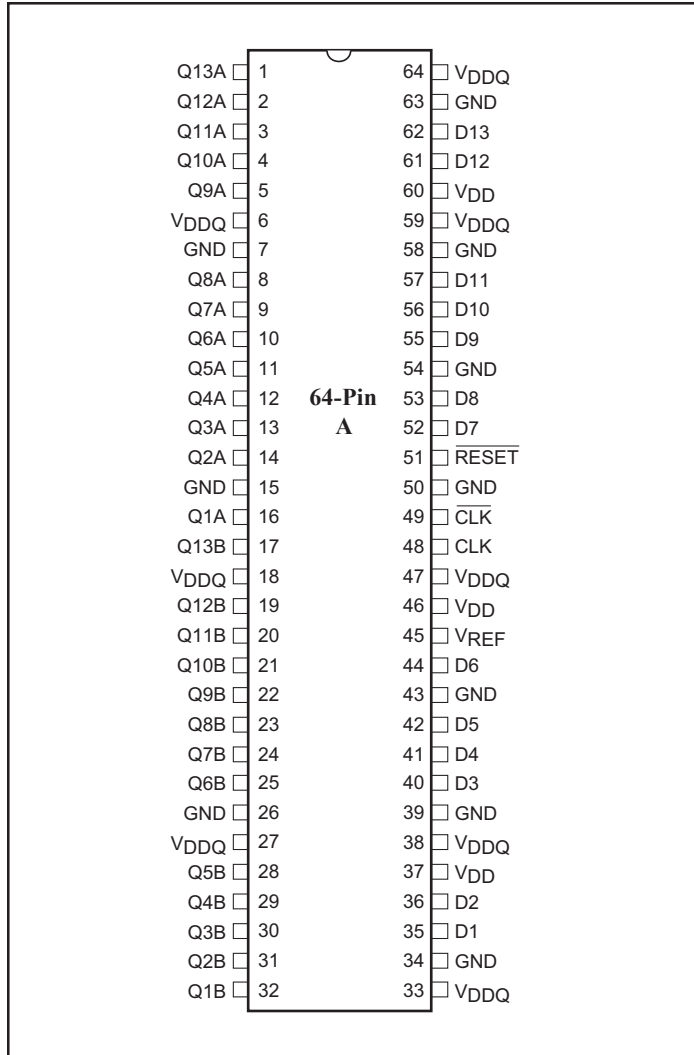 Q13A 1 64 VDDQ
Q12A 2 63 GND
Q11A 3 62 D13
Q10A 4 61 D12
Q9A 5 60 VDD
VDDQ 6 59 VDDQ
GND 7 58 GND
Q8A 8 57 D11
Q7A 9 56 D10
Q6A 10 55 D9
Q5A 11 54 GND
Q4A 12 64-Pin 53 D8
Q3A 13 A 52 D7
Q2A 14 51 RESET
GND 15 50 GND
Q1A 16 49 CLK
Q13B 17 48 CLK
VDDQ 18 47 VDDQ
Q12B 19 46 VDD
Q11B 20 45 VREF
Q10B 21 44 D6
Q9B 22 43 GND
Q8B 23 42 D5
Q7B 24 41 D4
Q6B 25 40 D3
GND 26 39 GND
VDDQ 27 38 VDDQ
Q5B 28 37 VDD
Q4B 29 36 D2
Q3B 30 35 D1
Q2B 31 34 GND
Q1B 32 33 VDDQ